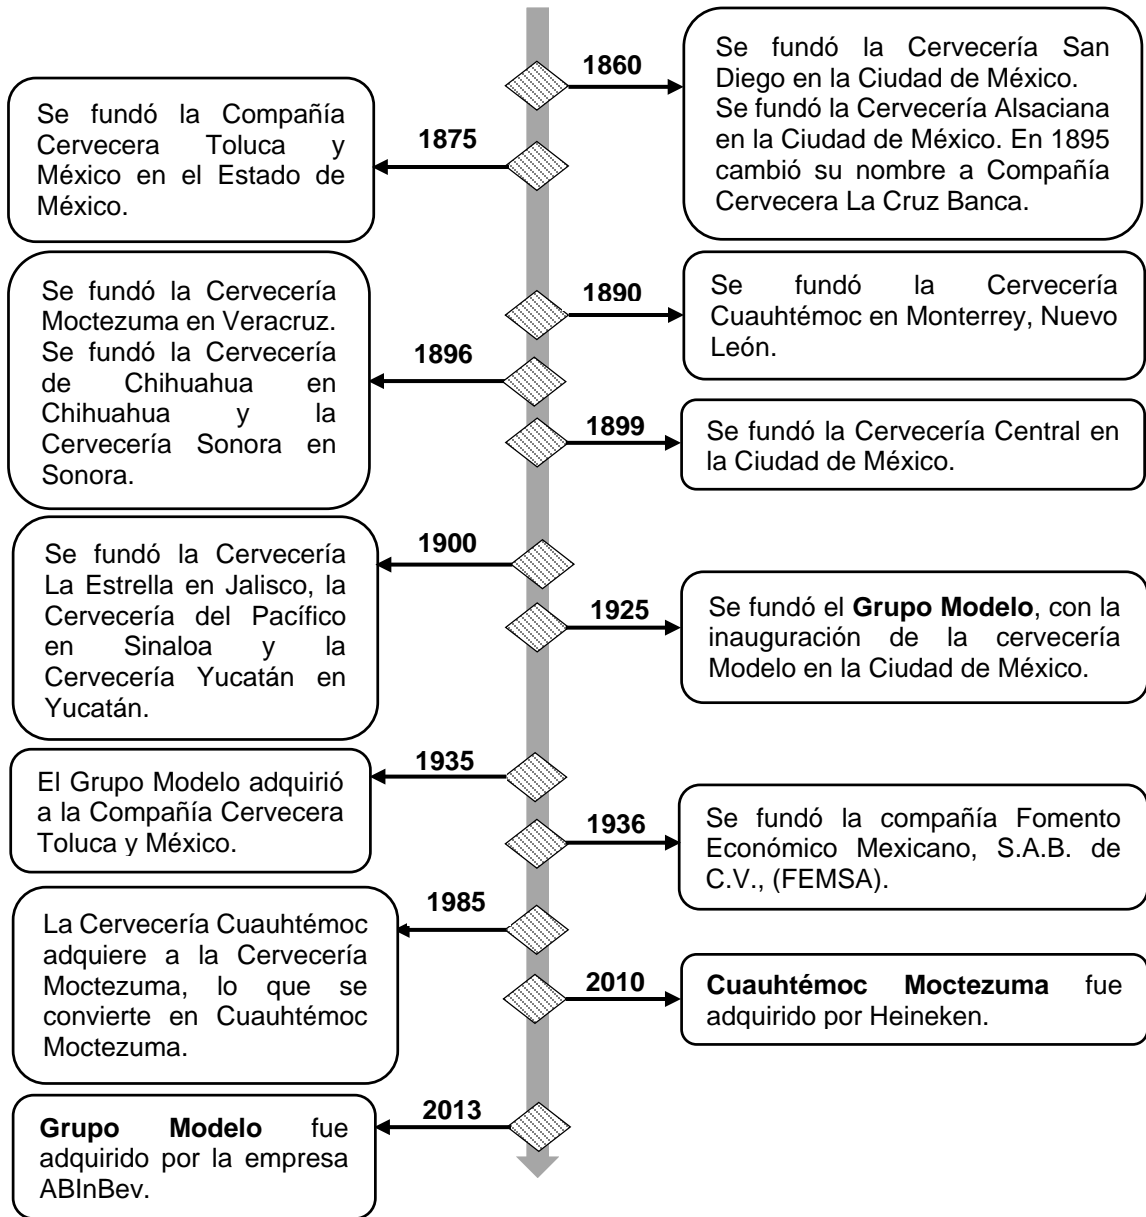 1860
Se fundó la Cervecería San
Diego en la Ciudad de México.
Se fundó la Cervecería Alsaciana
en la Ciudad de México. En 1895
cambió su nombre a Compañía
Cervecera La Cruz Banca.
1875
Se fundó la Compañía
Cervecera Toluca y
México en el Estado de
México.
1890
Se fundó la Cervecería
Cuauhtémoc en Monterrey, Nuevo
León.
1896
Se fundó la Cervecería
Moctezuma en Veracruz.
Se fundó la Cervecería
de Chihuahua en
Chihuahua y la
Cervecería Sonora en
Sonora.
1899
Se fundó la Cervecería Central en
la Ciudad de México.
1900
Se fundó la Cervecería
La Estrella en Jalisco, la
Cervecería del Pacífico
en Sinaloa y la
Cervecería Yucatán en
Yucatán.
1925
Se fundó el Grupo Modelo, con la
inauguración de la cervecería
Modelo en la Ciudad de México.
1935
El Grupo Modelo adquirió
a la Compañía Cervecera
Toluca y México.
1936
Se fundó la compañía Fomento
Económico Mexicano, S.A.B. de
C.V., (FEMSA).
1985
La Cervecería Cuauhtémoc
adquiere a la Cervecería
Moctezuma, lo que se
convierte en Cuauhtémoc
Moctezuma.
2010
Cuauhtémoc Moctezuma fue
adquirido por Heineken.
2013
Grupo Modelo fue
adquirido por la empresa
ABInBev.